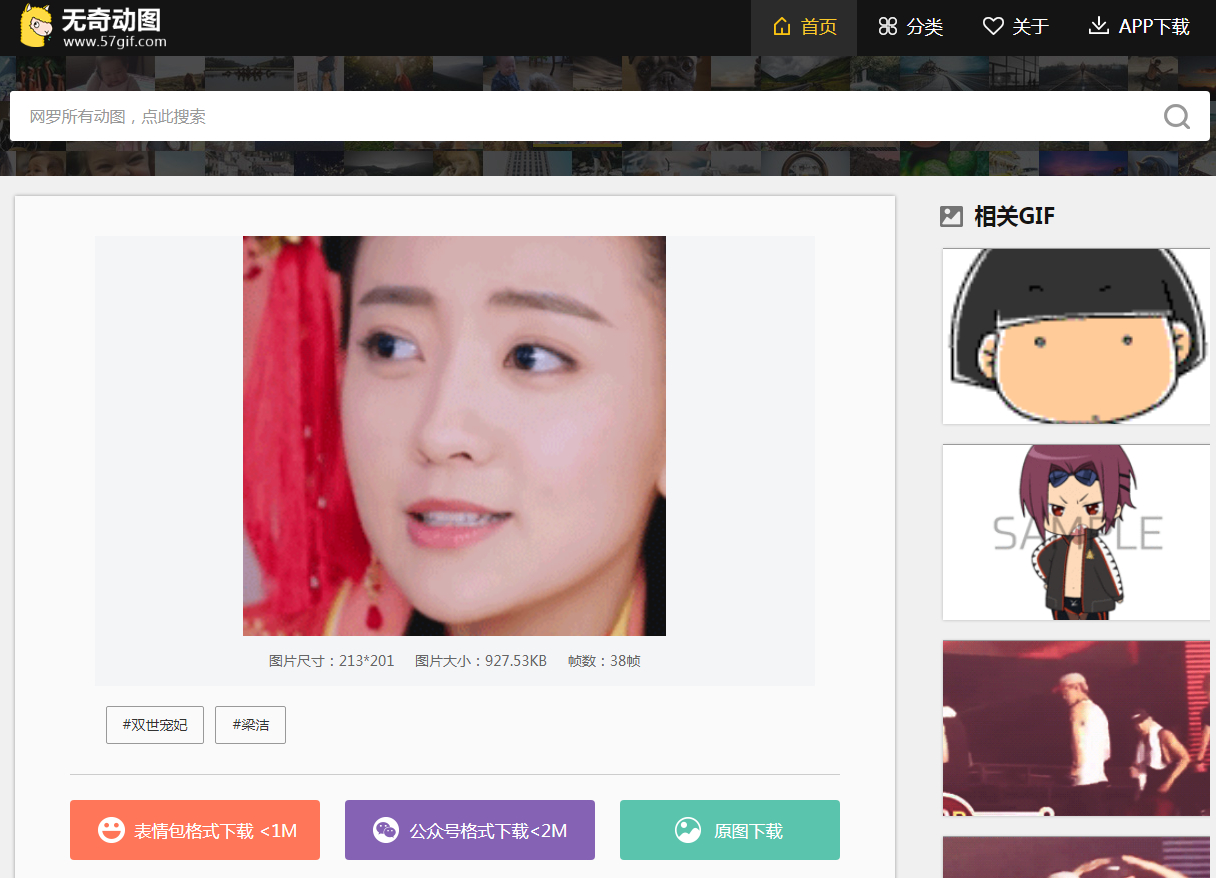 无奇动图
www.57gif.com
首页
分类
关于
APP下载
网罗所有动图，点此搜索
相关GIF
SAMPLE
图片尺寸：213*201 图片大小：927.53KB 帧数：38帧
#双世宠妃
#梁洁
表情包格式下载 <1M
公众号格式下载<2M
原图下载